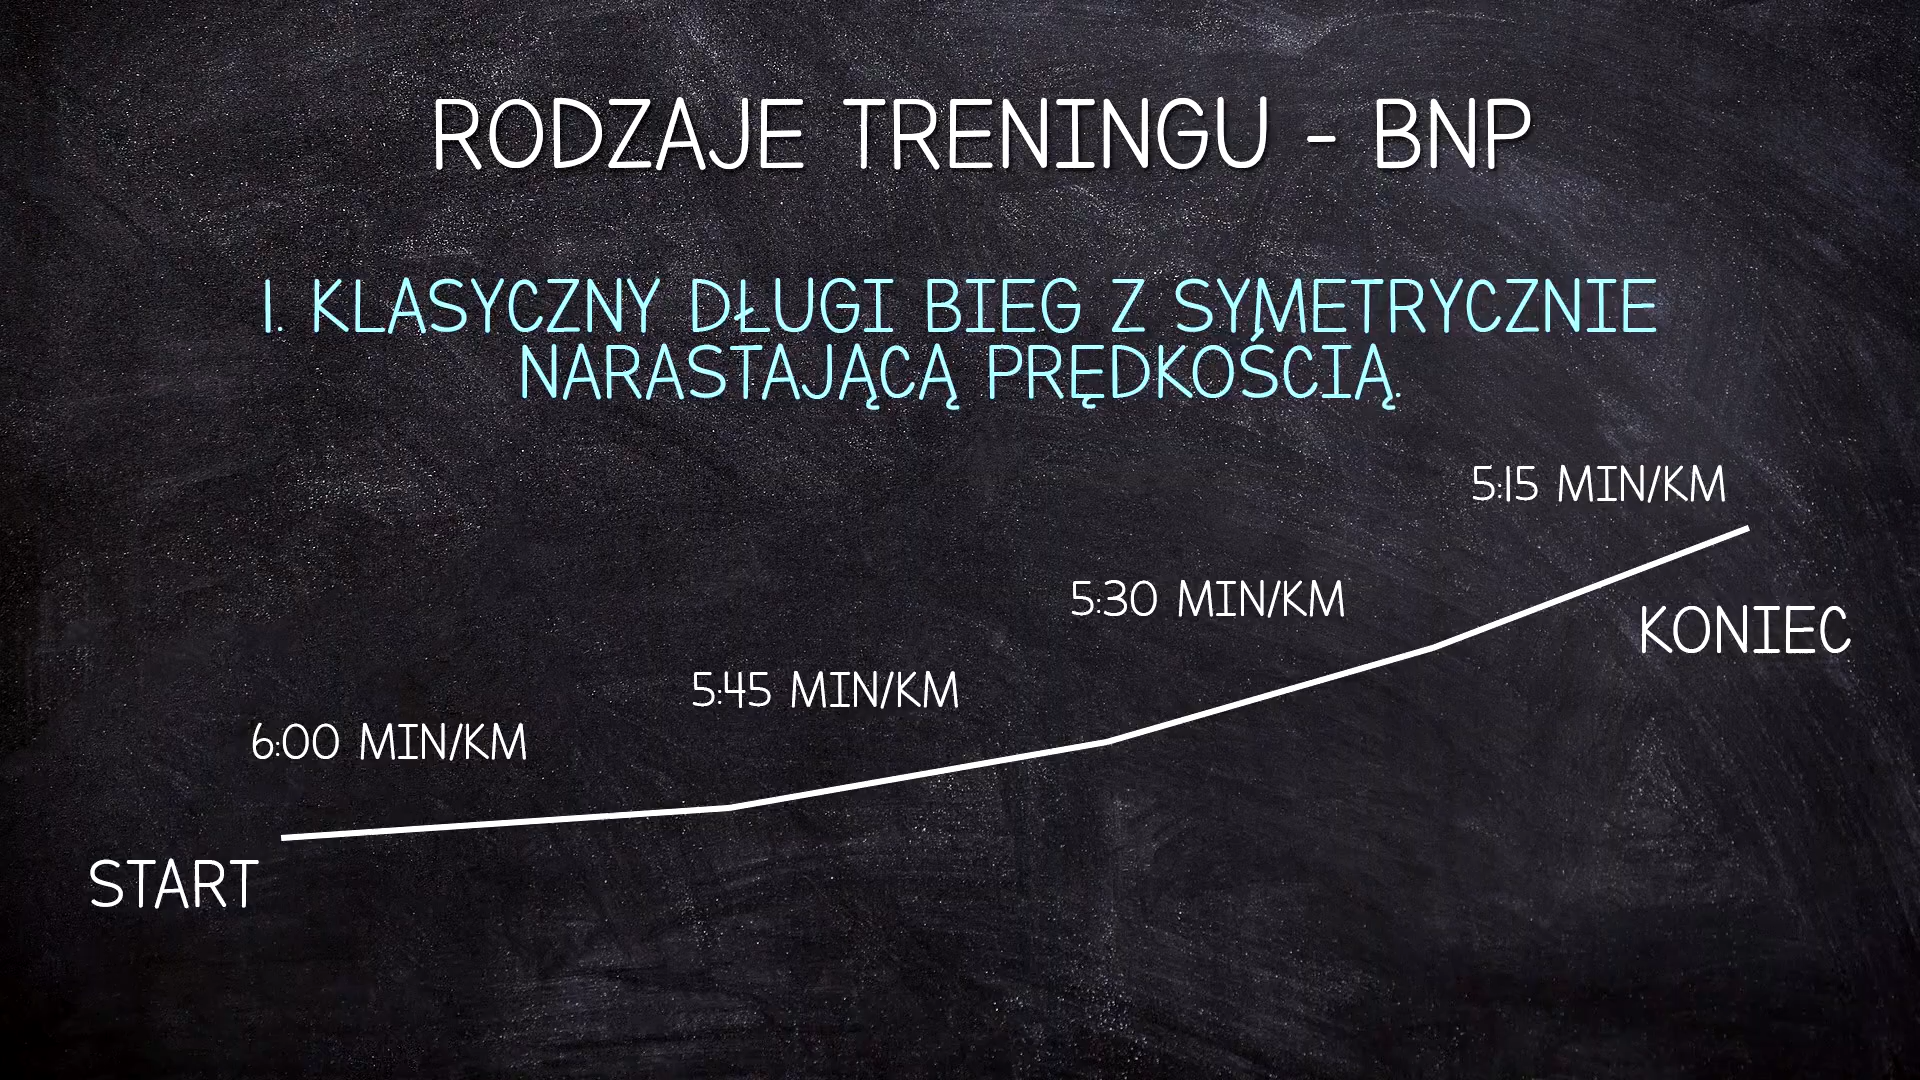 RODZAJE TRENINGU - BNP
1. KLASYCZNY DŁUGI BIEG Z SYMETRYCZNIE
NARASTAJĄCĄ PRĘDKOŚCIĄ.
5:15 MIN/KM
5:30 MIN/KM
KONIEC
5:45 MIN/KM
6:00 MIN/KM
START